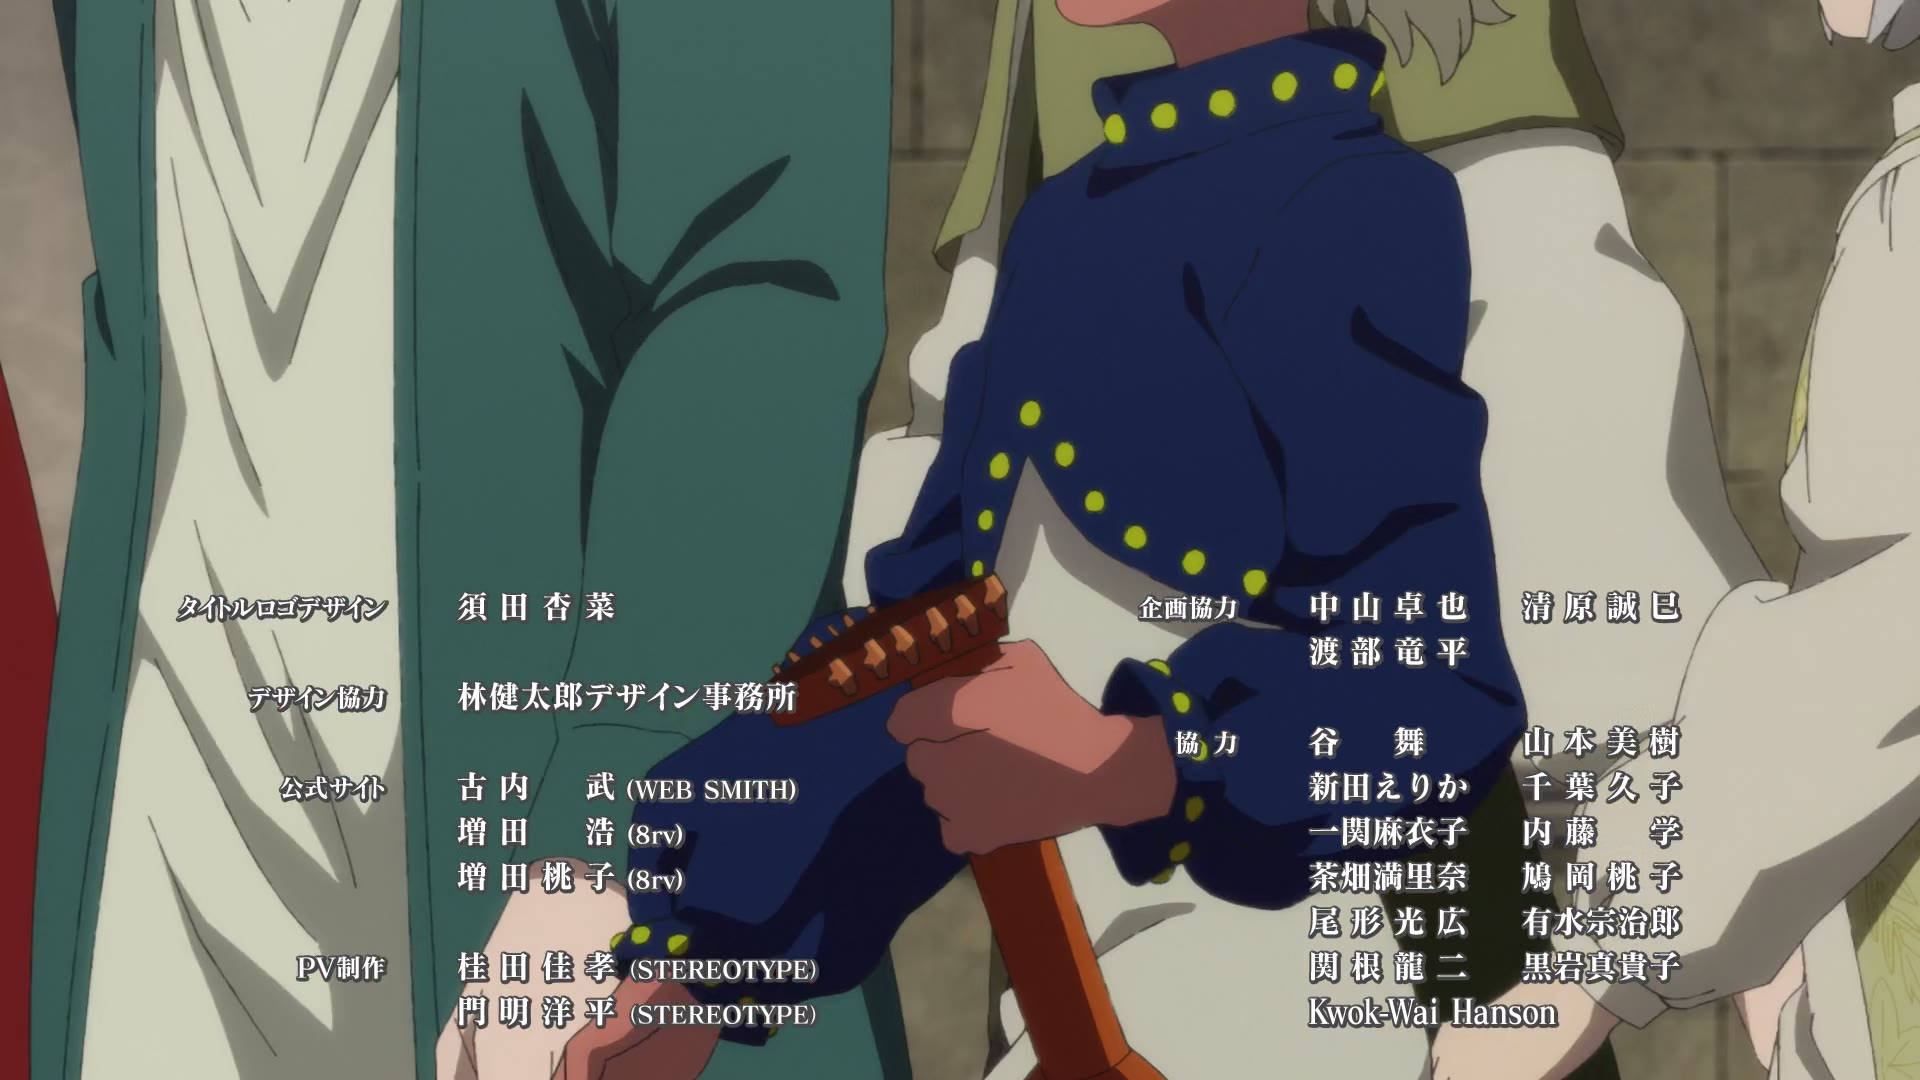 タイトルロゴデザイン 須田杏菜
デザイン協力 林健太郎デザイン事務所
公式サイト 古内 武 (WEB SMITH)
増田 浩 (8rv)
増田桃子 (8rv)
PV制作 桂田佳孝 (STEREOTYPE)
門明洋平 (STEREOTYPE)
企画協力 中山卓也 清原誠巳
渡部竜平
協力 谷 舞 山本美樹
新田えりか 千葉久子
一関麻衣子 内藤 学
茶畑満里奈 鳩岡桃子
尾形光広 有水宗治郎
関根龍二 黒岩真貴子
Kwok-Wai Hanson